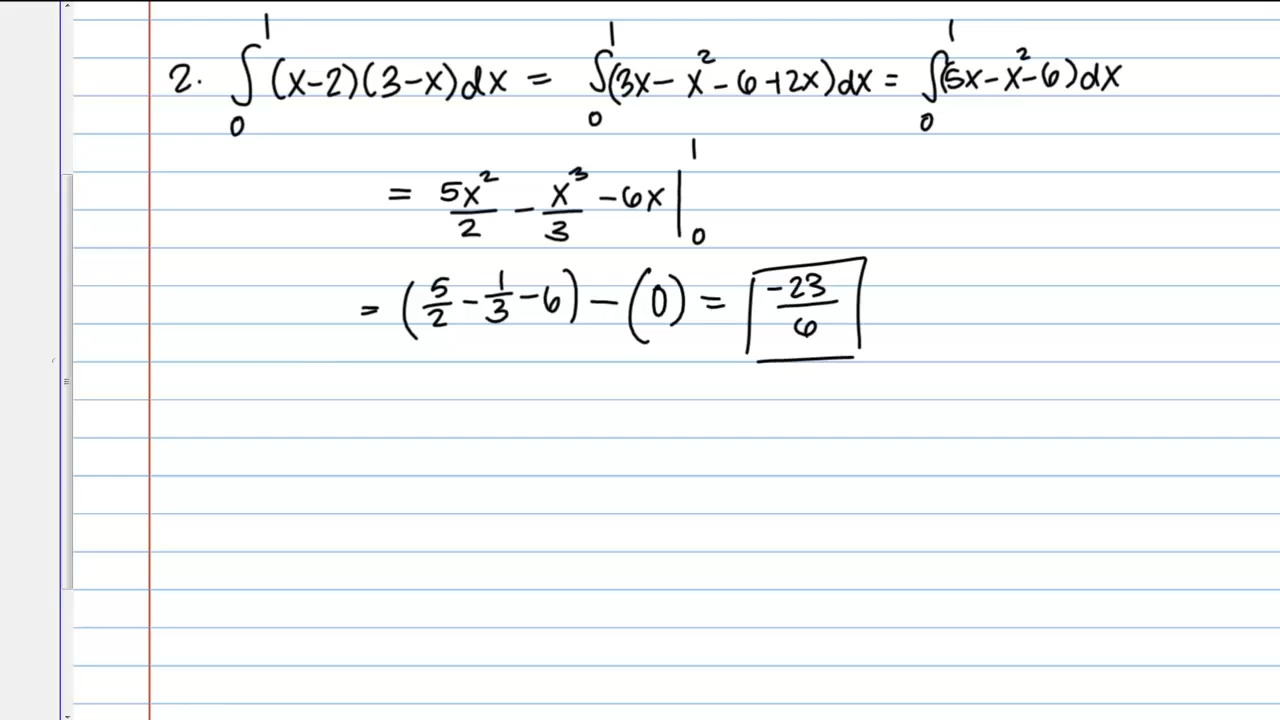 2. ∫₀¹ (x-2)(3-x)dx = ∫₀¹ (3x - x² - 6 + 2x)dx = ∫₀¹ (5x - x² - 6)dx
= 5x²/2 - x³/3 - 6x |₀¹
= (5/2 - 1/3 - 6) - (0) = -23/6